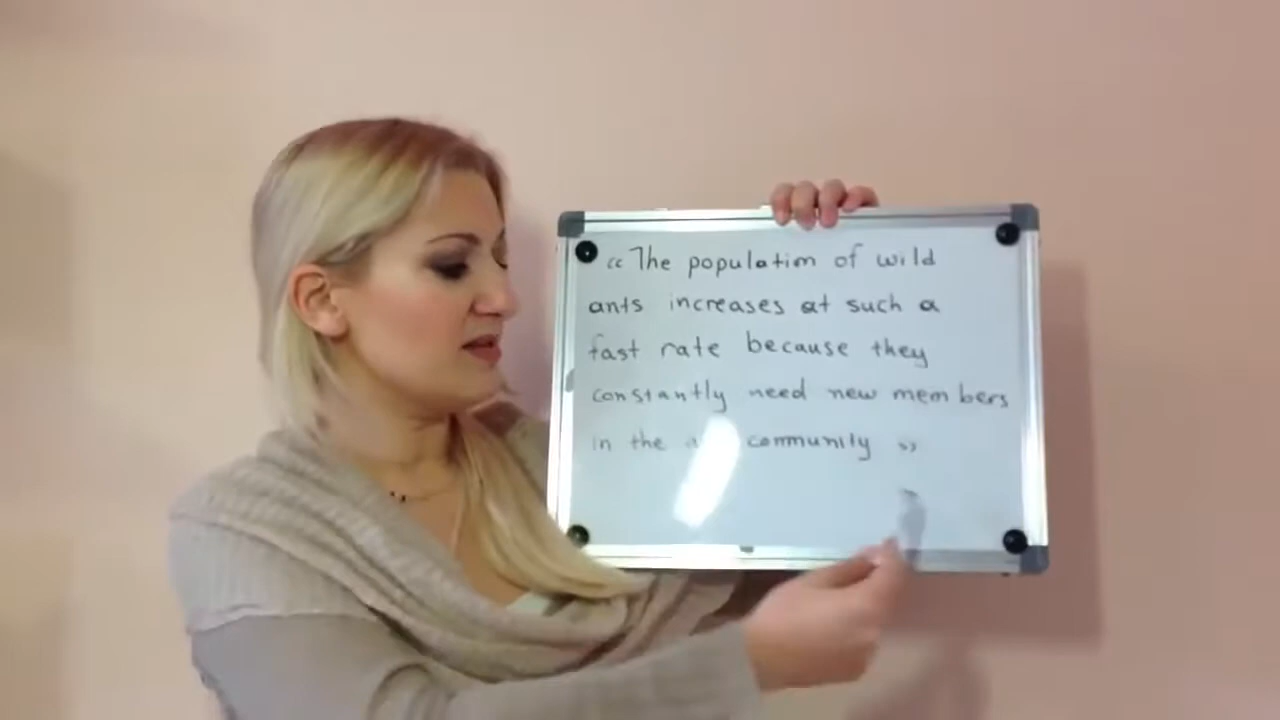 “The population of wild
ants increases at such a
fast rate because they
constantly need new members
in the community”